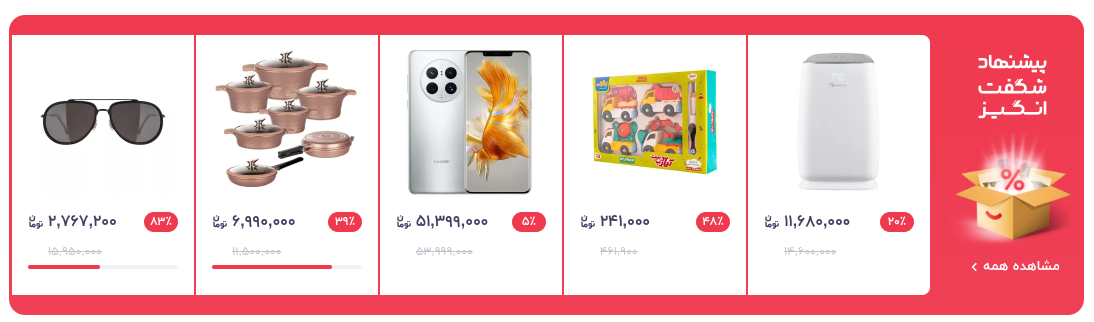 پیشنهاد
شگفت
انگیز
مشاهده همه
۲۰٪
۱۱,۶۸۰,۰۰۰ تومان
۱۴,۶۰۰,۰۰۰
۴۸٪
۲۴۱,۰۰۰ تومان
۴۶۱,۹۰۰
HUAWEI
۵٪
۵۱,۳۹۹,۰۰۰ تومان
۵۳,۹۹۹,۰۰۰
۳۹٪
۶,۹۹۰,۰۰۰ تومان
۱۱,۵۰۰,۰۰۰
۸۳٪
۲,۷۶۷,۲۰۰ تومان
۱۵,۹۵۰,۰۰۰